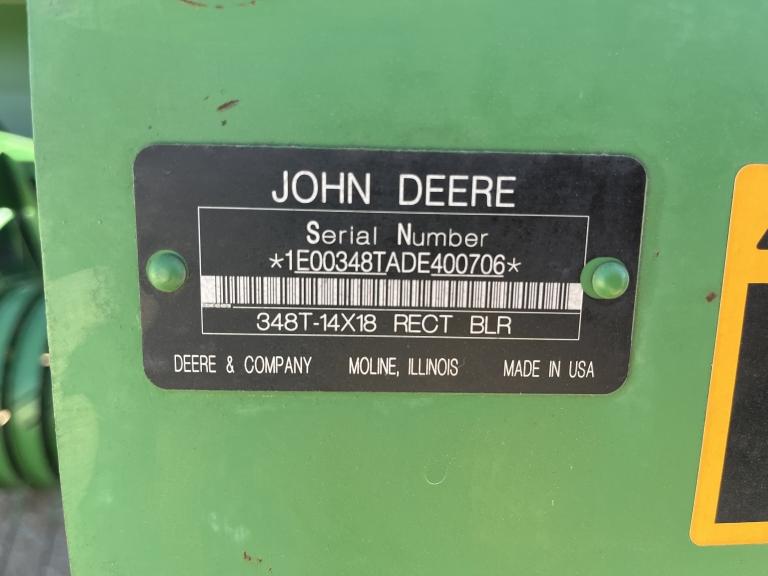 JOHN DEERE
Serial Number
*1E00348TADE400706*
348T-14X18 RECT BLR
DEERE & COMPANY MOLINE, ILLINOIS MADE IN USA